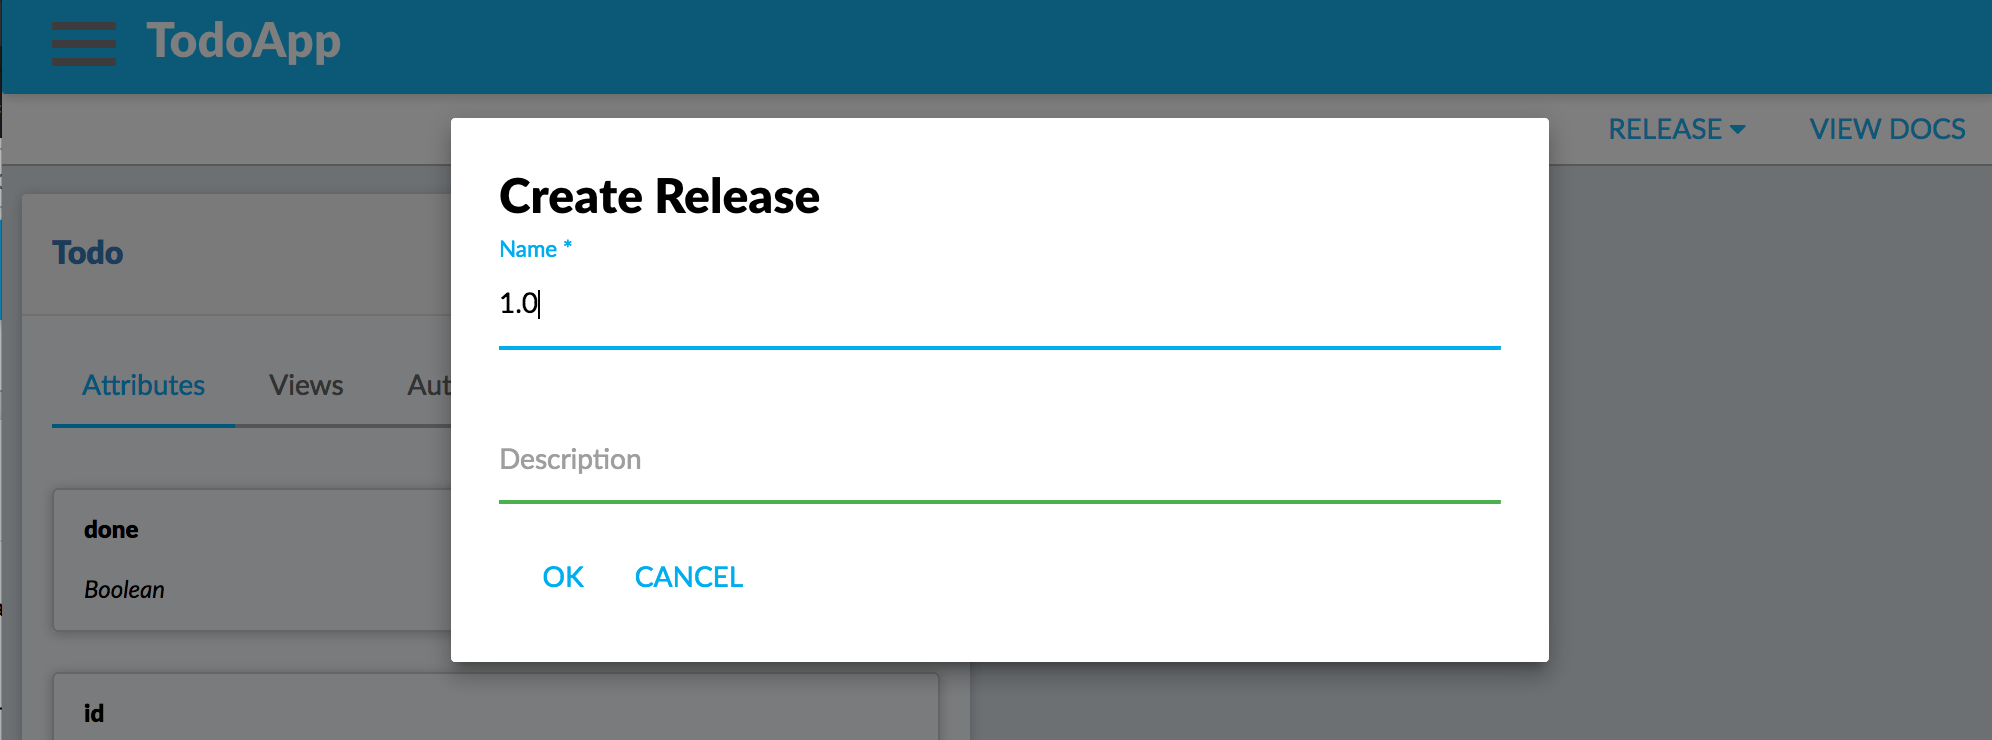 TodoApp
RELEASE VIEW DOCS
Create Release
Name *
1.0
Description
OK CANCEL
Todo
Attributes Views Aut
done
Boolean
id